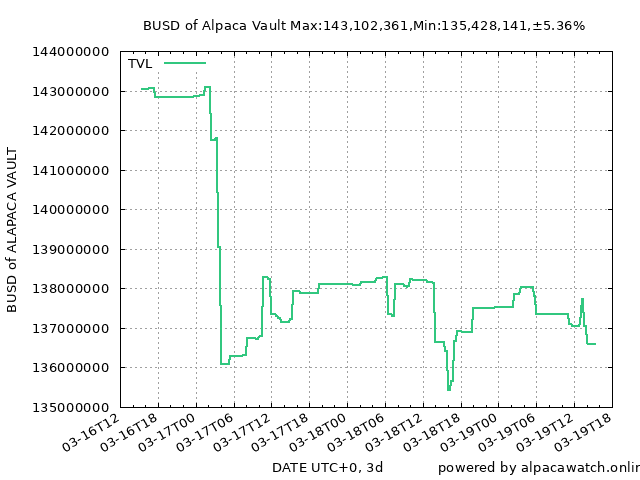 BUSD of Alpaca Vault Max:143,102,361,Min:135,428,141,±5.36%
144000000
TVL
143000000
142000000
141000000
140000000
139000000
138000000
137000000
136000000
135000000
BUSD of ALAPACA VAULT
03-16T12
03-16T18
03-17T00
03-17T06
03-17T12
03-17T18
03-18T00
03-18T06
03-18T12
03-18T18
03-19T00
03-19T06
03-19T12
03-19T18
DATE UTC+0, 3d
powered by alpacawatch.onlin